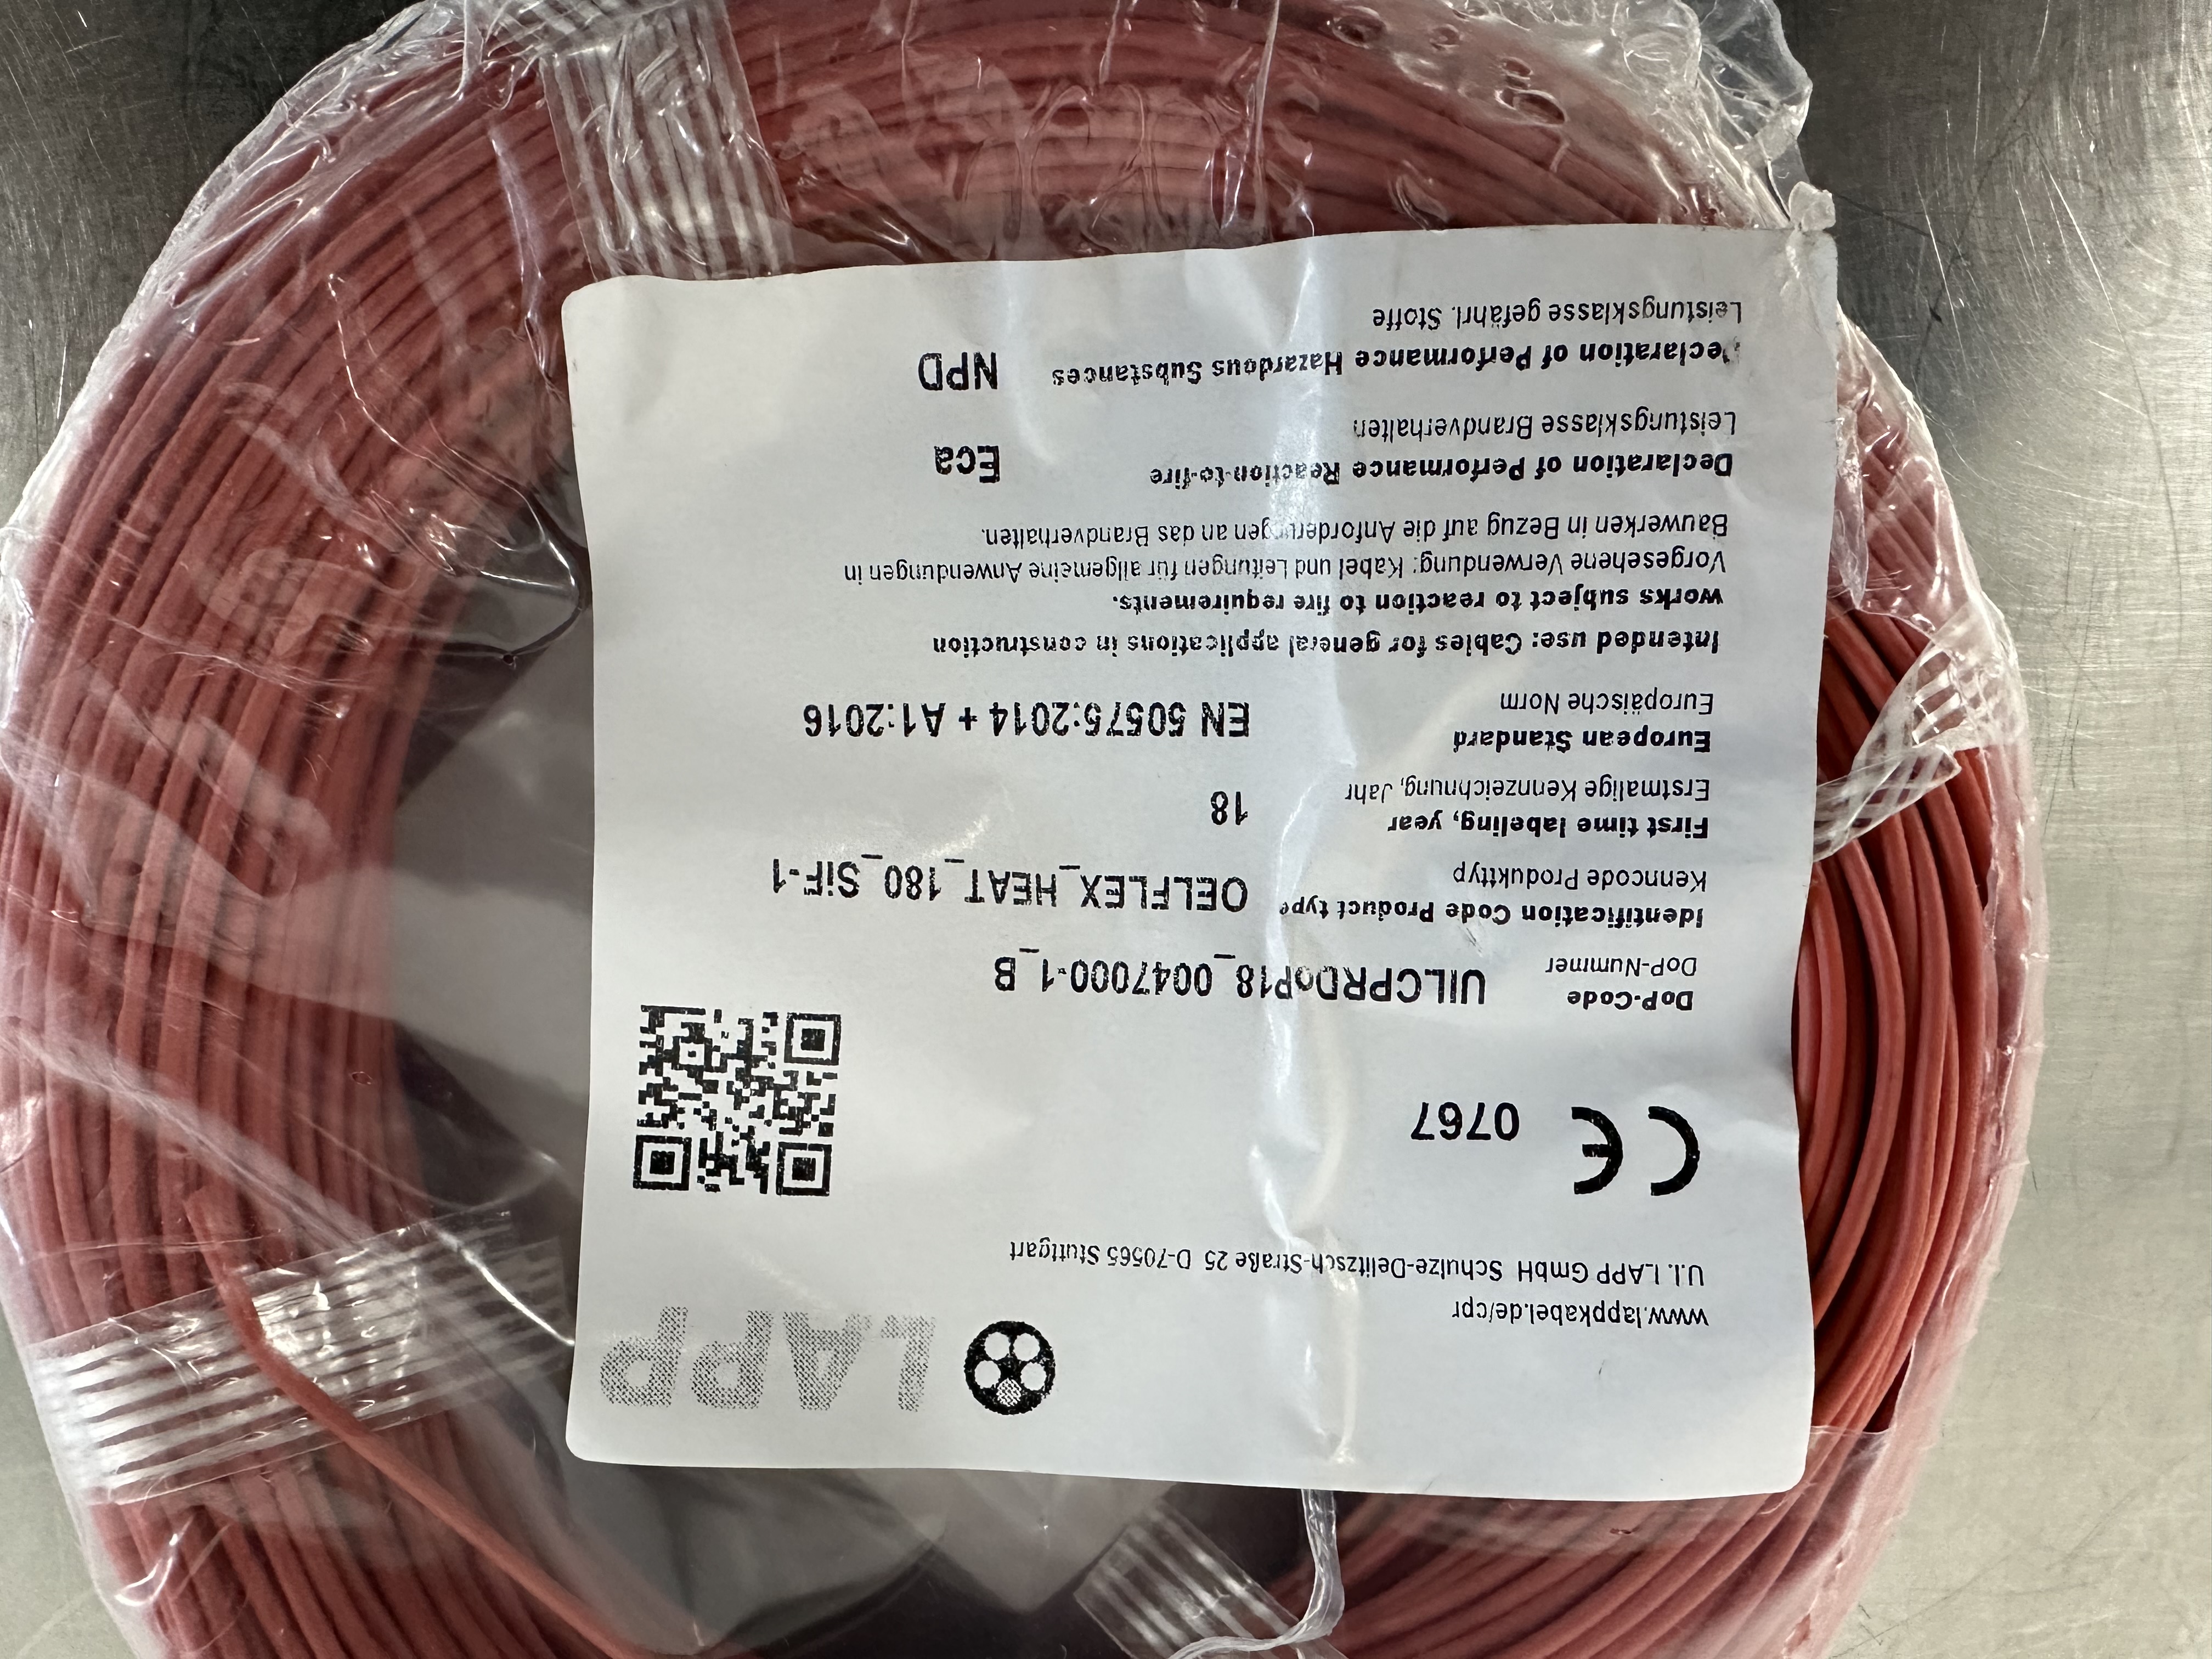 LAPP
www.lappkabel.de/cpr
U.I. LAPP GmbH Schulze-Delitzsch-Straße 25 D-70565 Stuttgart
CE 0767
DoP-Code UILCPRDoP18_0047000-1_B
DoP-Nummer
Identification Code Product type OELFLEX_HEAT_180_SiF-1
Kenncode Produkttyp
First time labeling, year 18
Erstmalige Kennzeichnung, Jahr
European Standard EN 50575:2014 + A1:2016
Europäische Norm
Intended use: Cables for general applications in construction
works subject to reaction to fire requirements.
Vorgesehene Verwendung: Kabel und Leitungen für allgemeine Anwendungen in
Bauwerken in Bezug auf die Anforderungen an das Brandverhalten.
Declaration of Performance Reaction-to-fire Eca
Leistungsklasse Brandverhalten
Declaration of Performance Hazardous Substances NPD
Leistungsklasse gefährl. Stoffe